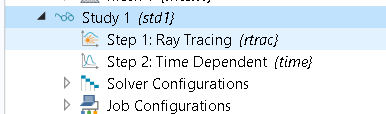 Study 1 {std1}
Step 1: Ray Tracing {rtrac}
Step 2: Time Dependent {time}
Solver Configurations
Job Configurations